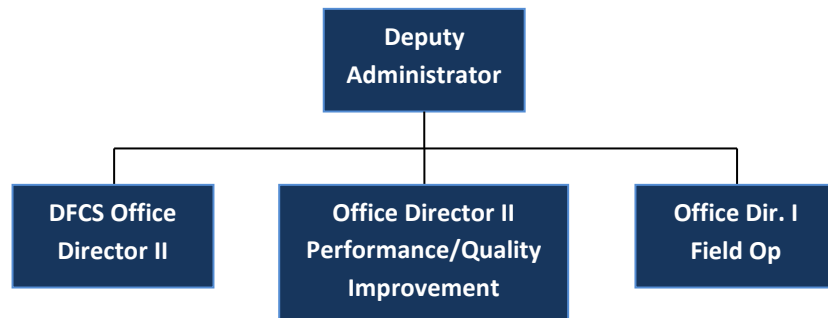 Deputy
Administrator
DFCS Office
Director II
Office Director II
Performance/Quality
Improvement
Office Dir. I
Field Op